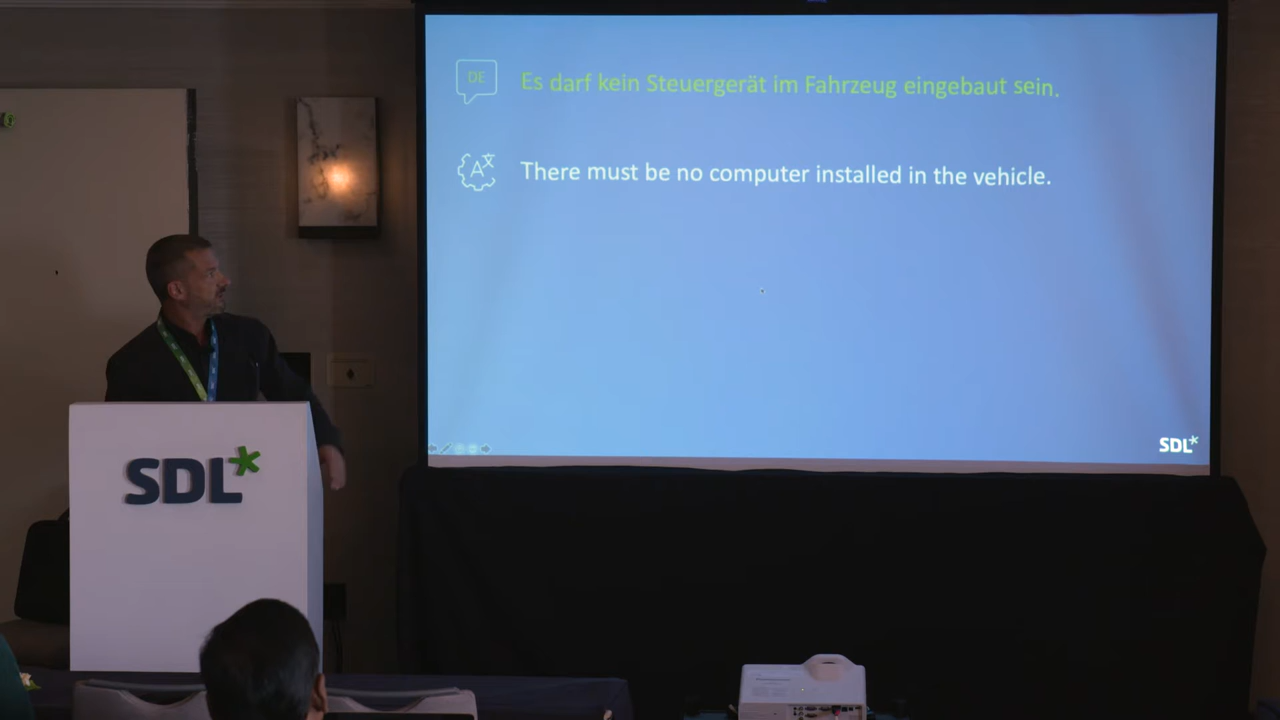 DE
Es darf kein Steuergerät im Fahrzeug eingebaut sein.
A
There must be no computer installed in the vehicle.
SDL*
SDL*